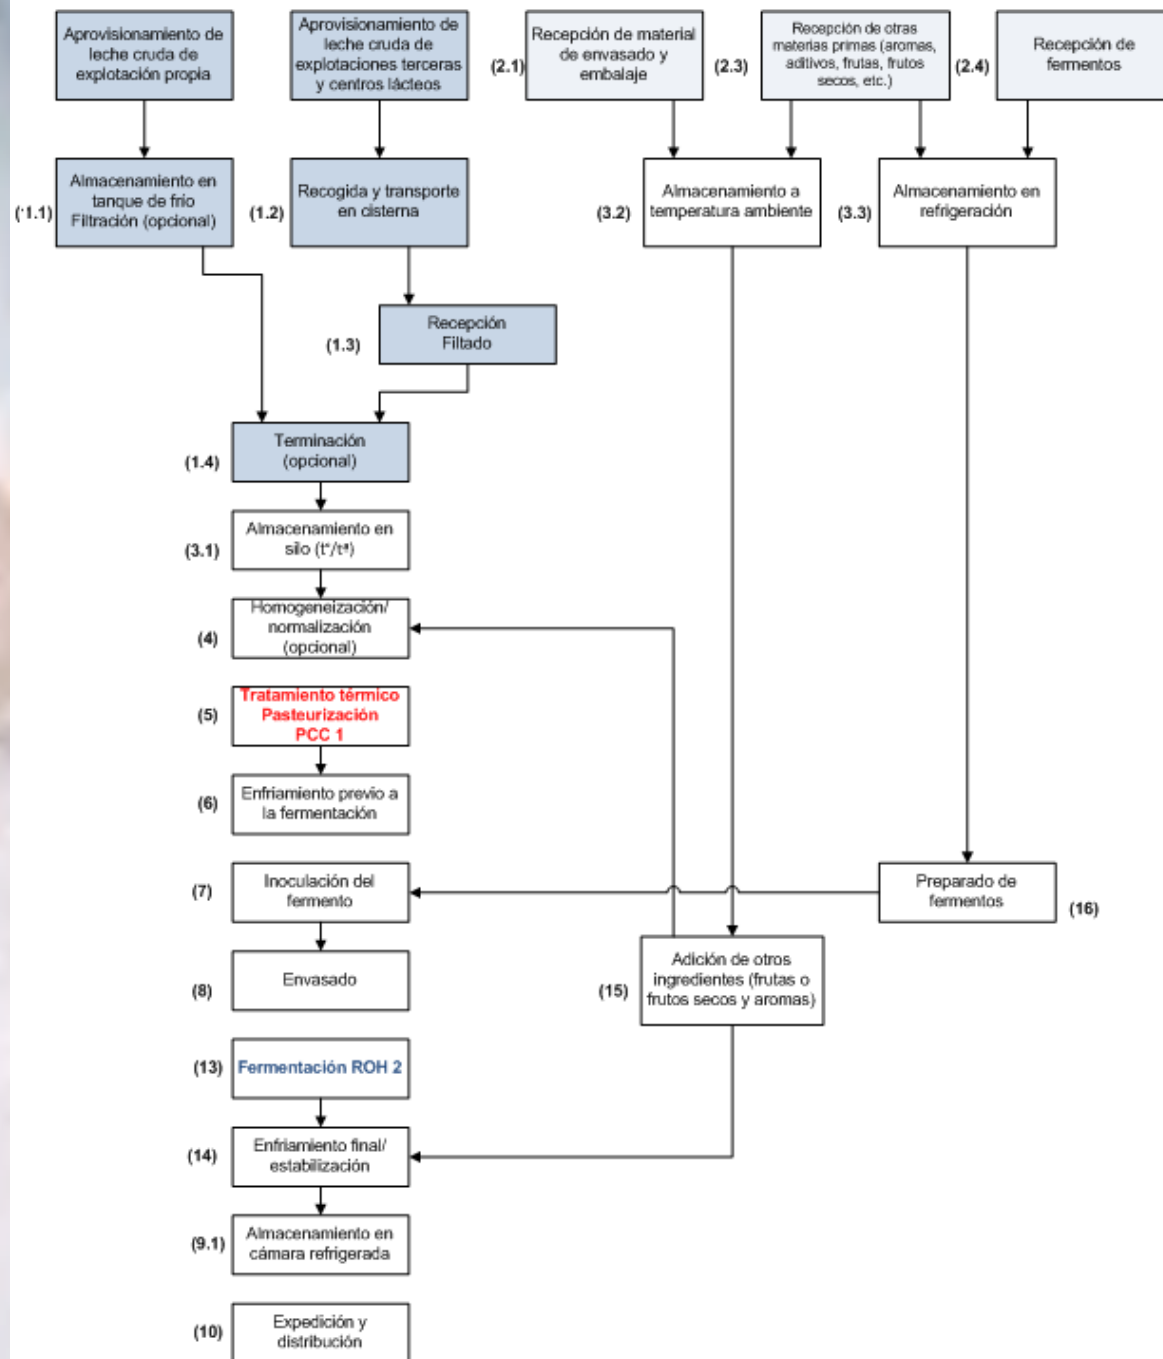 Aprovisionamiento de
leche cruda de
explotación propia
Aprovisionamiento de
leche cruda de
explotaciones terceras
y centros lácteos
(2.1)
Recepción de material
de envasado y
embalaje
(2.3)
Recepción de otras
materias primas (aromas,
aditivos, frutas, frutos
secos, etc.)
(2.4)
Recepción de
fermentos
(1.1)
Almacenamiento en
tanque de frío
Filtración (opcional)
(1.2)
Recogida y transporte
en cisterna
(3.2)
Almacenamiento a
temperatura ambiente
(3.3)
Almacenamiento en
refrigeración
(1.3)
Recepción
Filtado
(1.4)
Terminación
(opcional)
(3.1)
Almacenamiento en
silo (tº/tª)
(4)
Homogeneización/
normalización
(opcional)
(5)
Tratamiento térmico
Pasteurización
PCC 1
(6)
Enfriamiento previo a
la fermentación
(7)
Inoculación del
fermento
Preparado de
fermentos
(16)
(8)
Envasado
(15)
Adición de otros
ingredientes (frutas o
frutos secos y aromas)
(13)
Fermentación ROH 2
(14)
Enfriamiento final/
estabilización
(9.1)
Almacenamiento en
cámara refrigerada
(10)
Expedición y
distribución